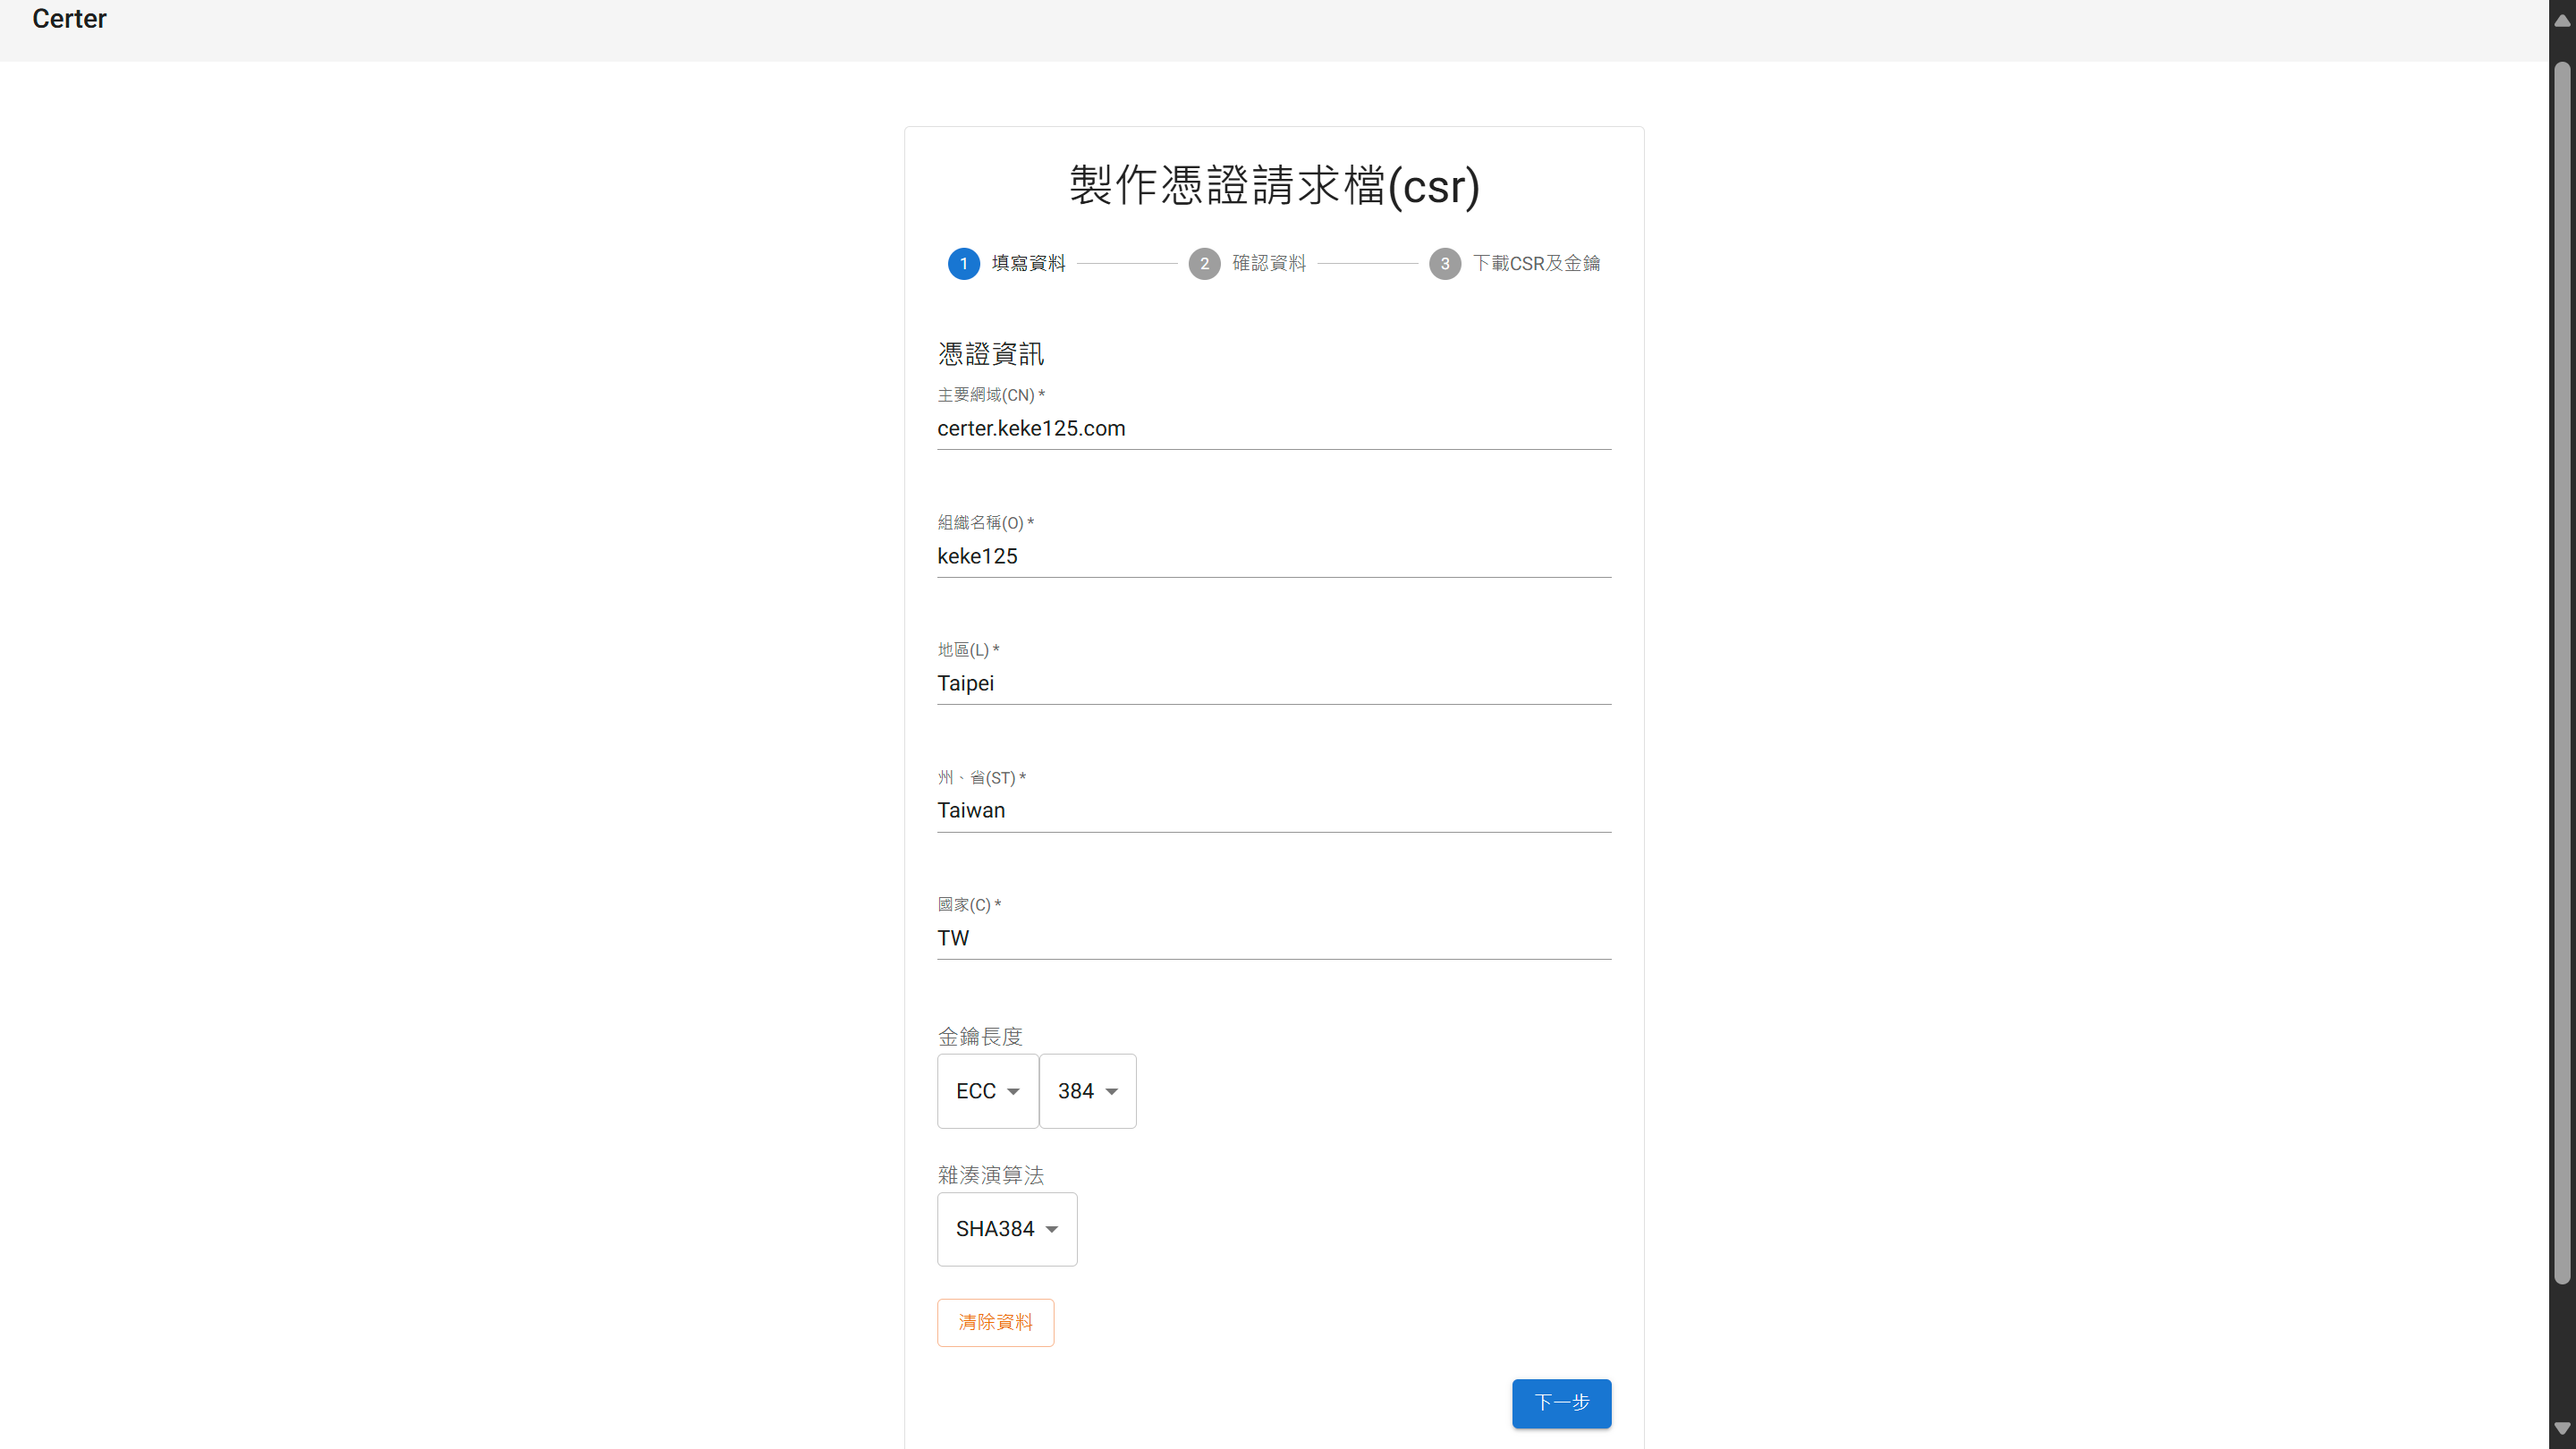 Certer
製作憑證請求檔(csr)
1 填寫資料 2 確認資料 3 下載CSR及金鑰
憑證資訊
主要網域(CN) *
certer.keke125.com
組織名稱(O) *
keke125
地區(L) *
Taipei
州、省(ST) *
Taiwan
國家(C) *
TW
金鑰長度
ECC 384
雜湊演算法
SHA384
清除資料
下一步